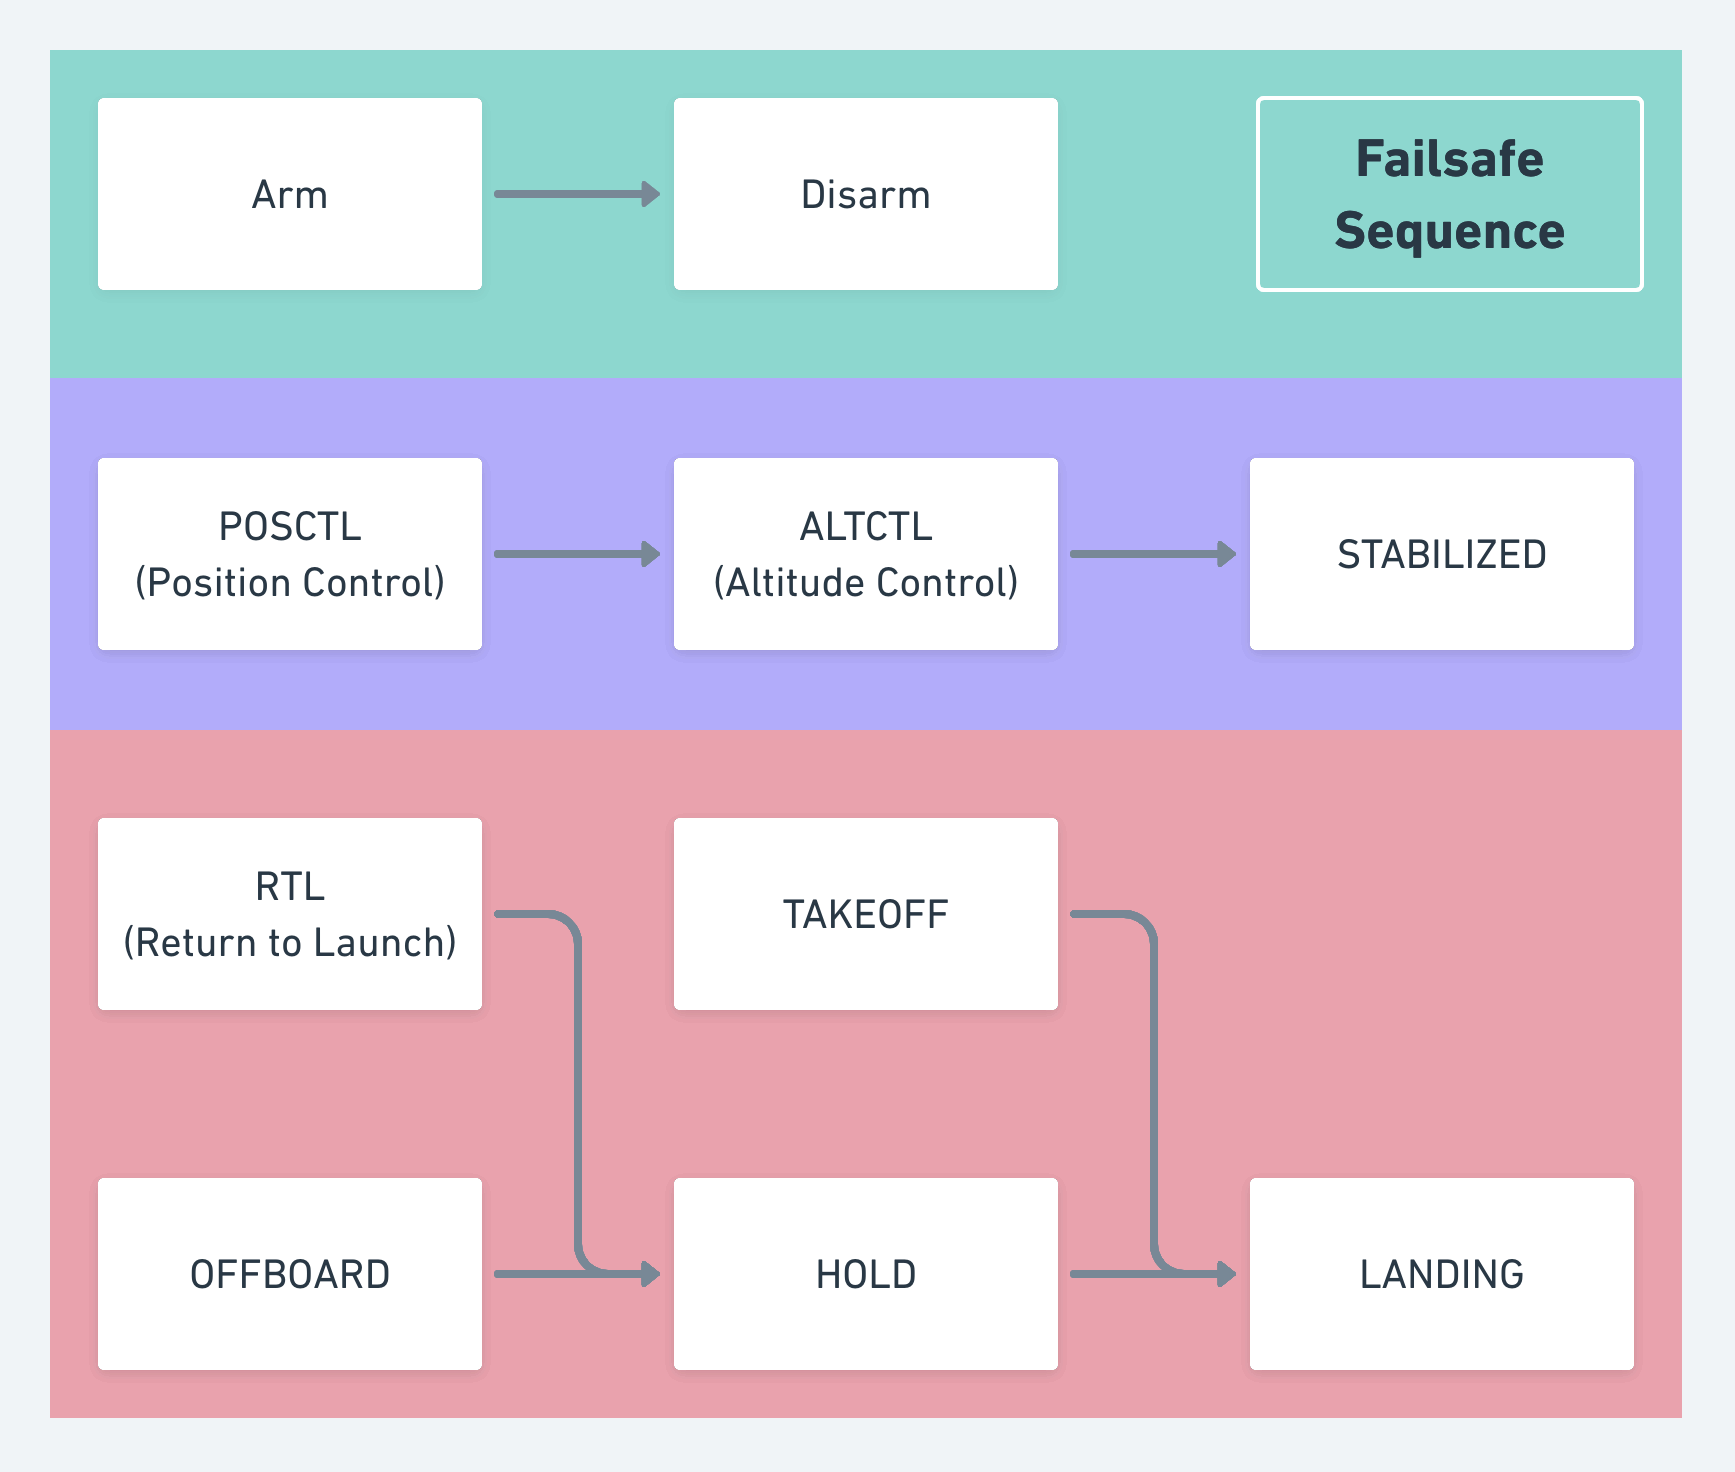 Arm
Disarm
Failsafe
Sequence
POSCTL
(Position Control)
ALTCTL
(Altitude Control)
STABILIZED
RTL
(Return to Launch)
TAKEOFF
OFFBOARD
HOLD
LANDING